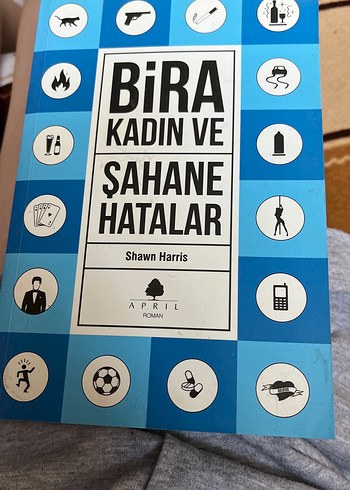 BiRA
KADIN VE
ŞAHANE
HATALAR
Shawn Harris
APRIL
ROMAN